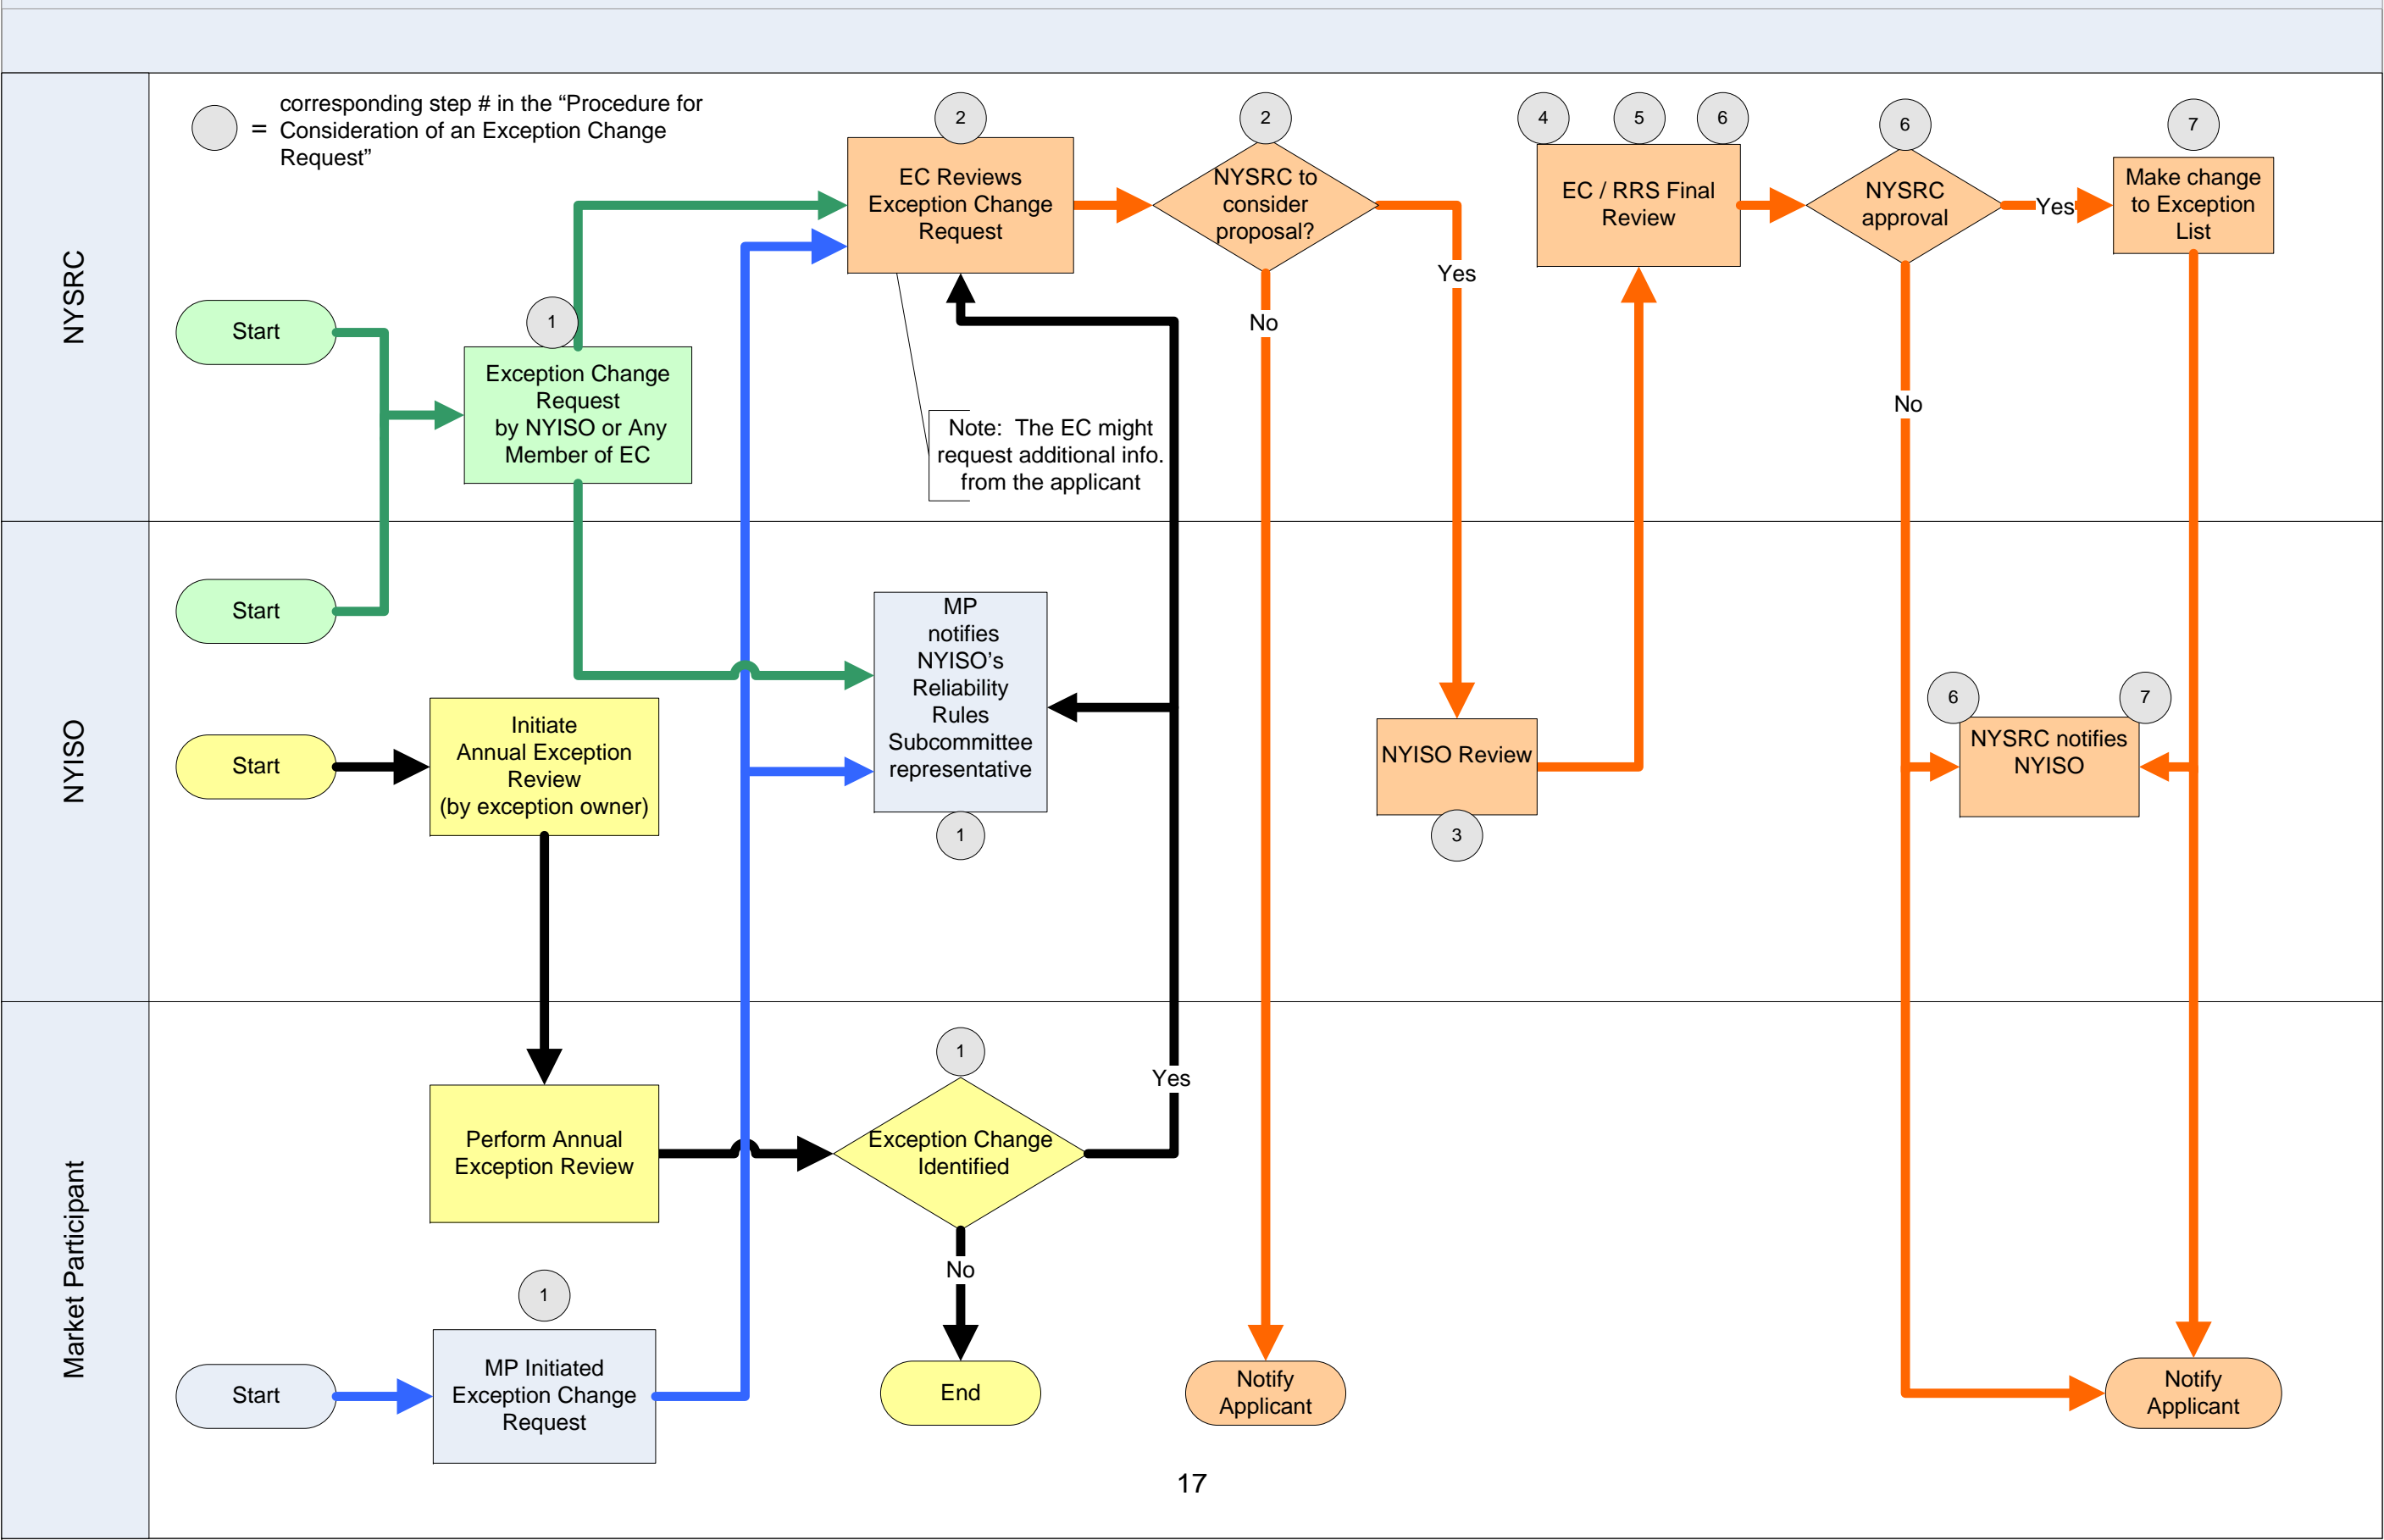 =
corresponding step # in the “Procedure for
Consideration of an Exception Change
Request”
NYSRC
2
EC Reviews
Exception Change
Request
2
NYSRC to
consider
proposal?
Yes
No
4
5
6
EC / RRS Final
Review
6
NYSRC
approval
Yes
No
7
Make change
to Exception
List
Start
1
Exception Change
Request
by NYISO or Any
Member of EC
Note: The EC might
request additional info.
from the applicant
NYISO
Start
Start
Initiate
Annual Exception
Review
(by exception owner)
MP
notifies
NYISO’s
Reliability
Rules
Subcommittee
representative
1
NYISO Review
3
6
7
NYSRC notifies
NYISO
Market Participant
Perform Annual
Exception Review
1
Exception Change
Identified
Yes
No
1
Start
MP Initiated
Exception Change
Request
End
Notify
Applicant
Notify
Applicant
17